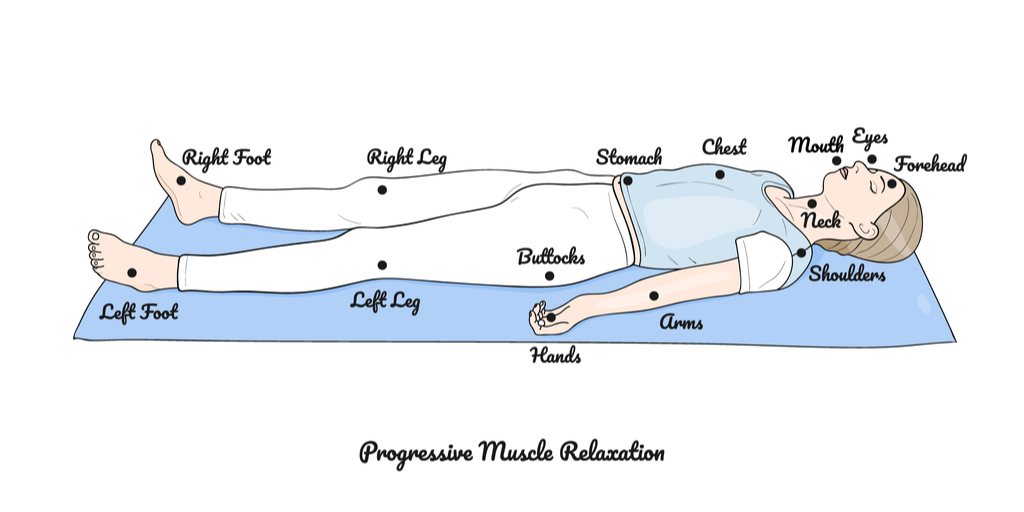 Eyes
Mouth
Chest
Forehead
Right Foot
Right Leg
Stomach
Neck
Buttocks
Shoulders
Left Leg
Left Foot
Arms
Hands
Progressive Muscle Relaxation